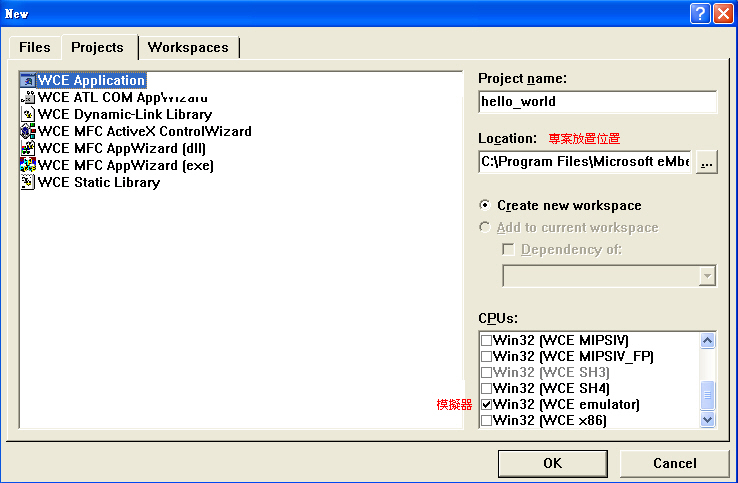 New
Files
Projects
Workspaces
WCE Application
WCE ATL COM AppWizard
WCE Dynamic-Link Library
WCE MFC ActiveX ControlWizard
WCE MFC AppWizard (dll)
WCE MFC AppWizard (exe)
WCE Static Library
Project name:
hello_world
Location: 專案放置位置
C:\Program Files\Microsoft eMbe
...
Create new workspace
Add to current workspace
Dependency of:
CPUs:
Win32 (WCE MIPSIV)
Win32 (WCE MIPSIV_FP)
Win32 (WCE SH3)
Win32 (WCE SH4)
模擬器 Win32 (WCE emulator)
Win32 (WCE x86)
OK
Cancel